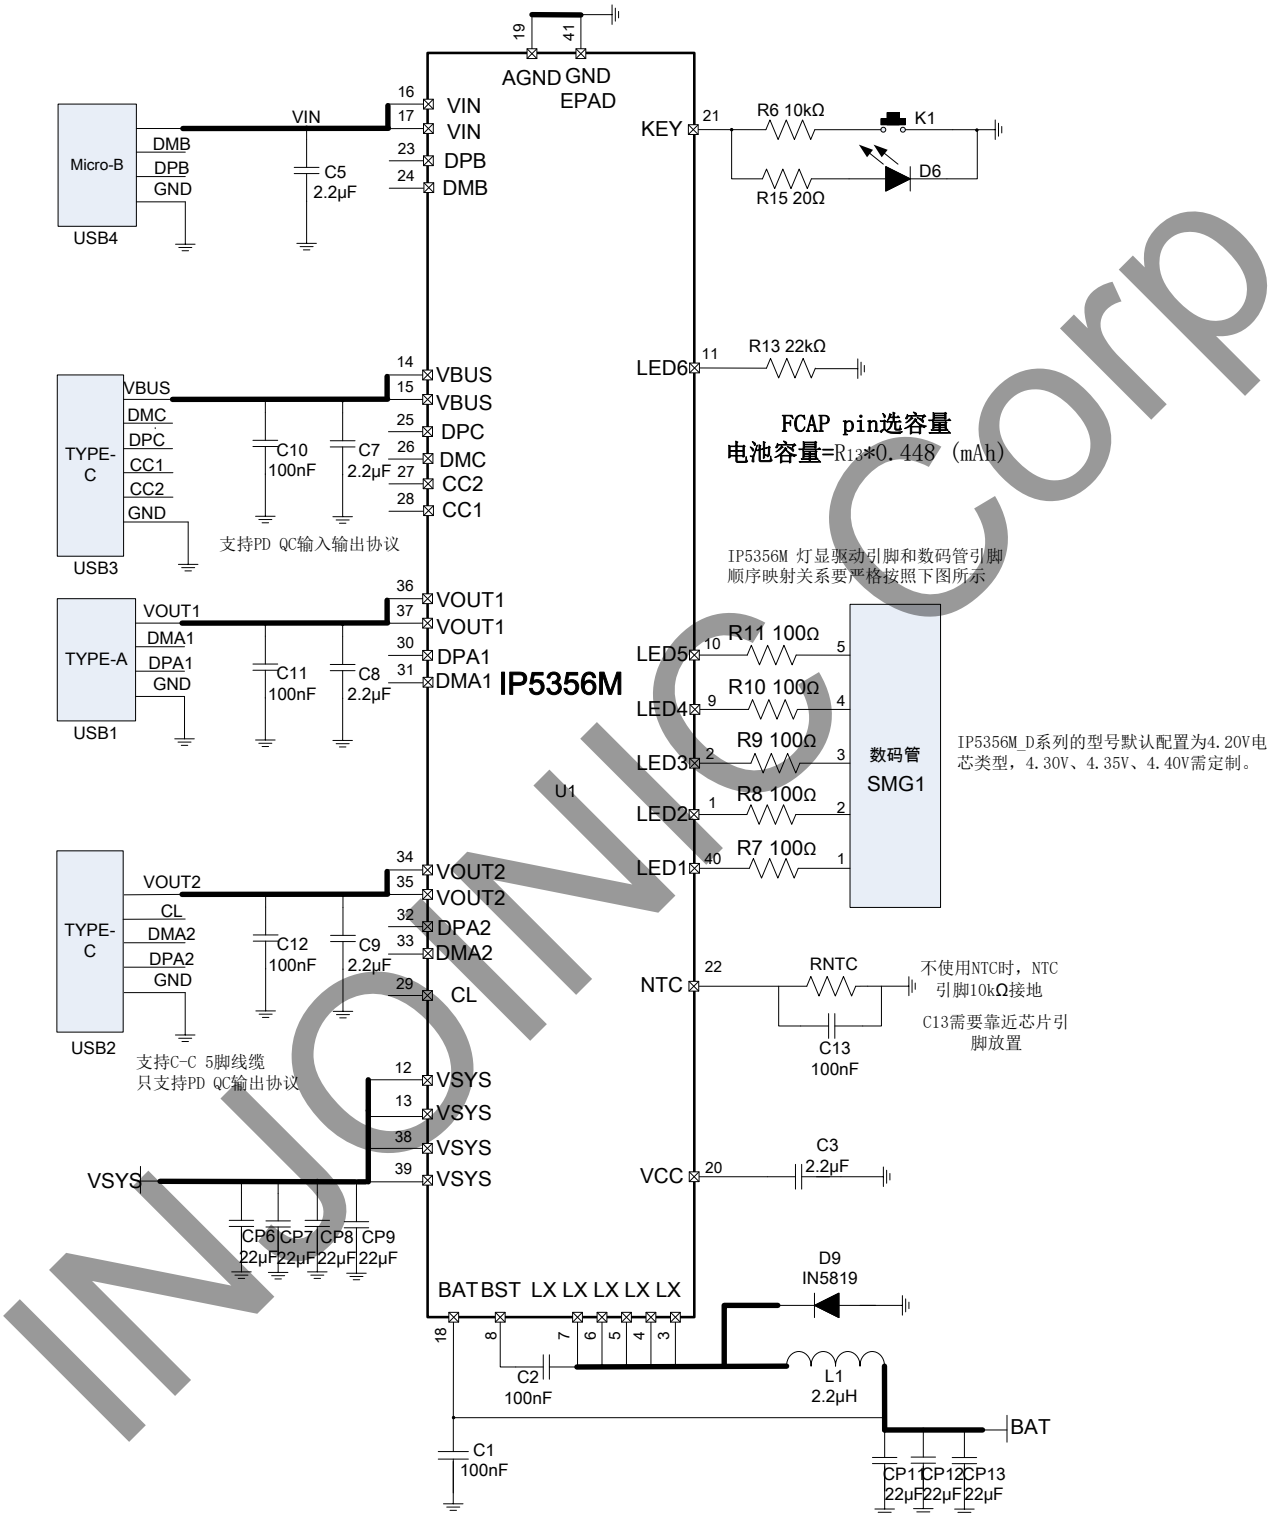 19
41
AGND GND
EPAD
16
VIN
17
VIN
VIN
23
DPB
24
DMB
Micro-B
DMB
DPB
GND
USB4
C5
2.2μF
KEY
21
R6 10kΩ
K1
R15 20Ω
D6
LED6
11
R13 22kΩ
FCAP pin选容量
电池容量=R13*0.448 (mAh)
14
VBUS
15
VBUS
25
DPC
26
DMC
27
CC2
28
CC1
TYPE-
C
VBUS
DMC
DPC
CC1
CC2
GND
USB3
C10
100nF
C7
2.2μF
支持PD QC输入输出协议
IP5356M 灯显驱动引脚和数码管引脚
顺序映射关系要严格按照下图所示
36
VOUT1
37
VOUT1
30
DPA1
31
DMA1
TYPE-A
VOUT1
DMA1
DPA1
GND
USB1
C11
100nF
C8
2.2μF
IP5356M
U1
LED5
10
R11 100Ω
5
LED4
9
R10 100Ω
4
LED3
2
R9 100Ω
3
LED2
1
R8 100Ω
2
LED1
40
R7 100Ω
1
数码管
SMG1
IP5356M_D系列的型号默认配置为4.20V电
芯类型，4.30V、4.35V、4.40V需定制。
34
VOUT2
35
VOUT2
32
DPA2
33
DMA2
29
CL
TYPE-
C
VOUT2
CL
DMA2
DPA2
GND
USB2
C12
100nF
C9
2.2μF
支持C-C 5脚线缆
只支持PD QC输出协议
NTC
22
RNTC
C13
100nF
不使用NTC时，NTC
引脚10kΩ接地
C13需要靠近芯片引
脚放置
12
VSYS
13
VSYS
38
VSYS
39
VSYS
VSYS
CP6
22μF
CP7
22μF
CP8
22μF
CP9
22μF
VCC
20
C3
2.2μF
D9
IN5819
BAT BST LX LX LX LX LX
18
8
7
6
5
4
3
C2
100nF
L1
2.2μH
BAT
C1
100nF
CP11
22μF
CP12
22μF
CP13
22μF
INJOINIC Corp